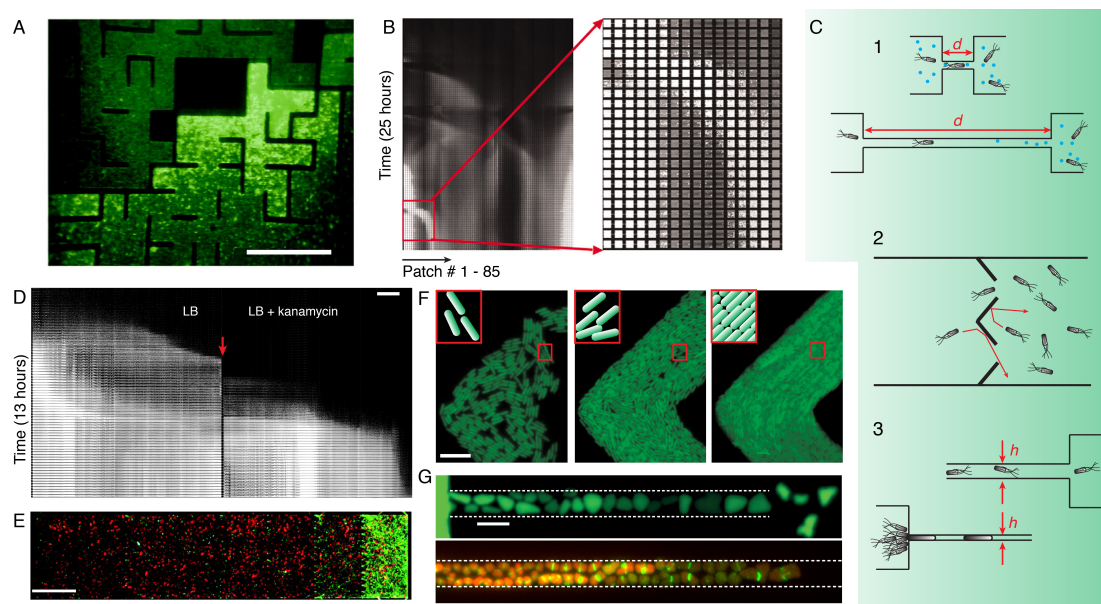 A
B
Time (25 hours)
Patch # 1 - 85
C
1
d
d
2
3
h
h
D
LB
LB + kanamycin
Time (13 hours)
E
F
G